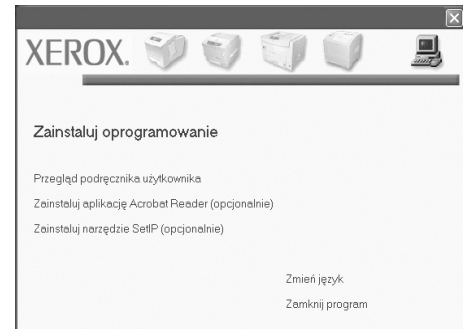 XEROX.
Zainstaluj oprogramowanie
Przegląd podręcznika użytkownika
Zainstaluj aplikację Acrobat Reader (opcjonalnie)
Zainstaluj narzędzie SetIP (opcjonalnie)
Zmień język
Zamknij program